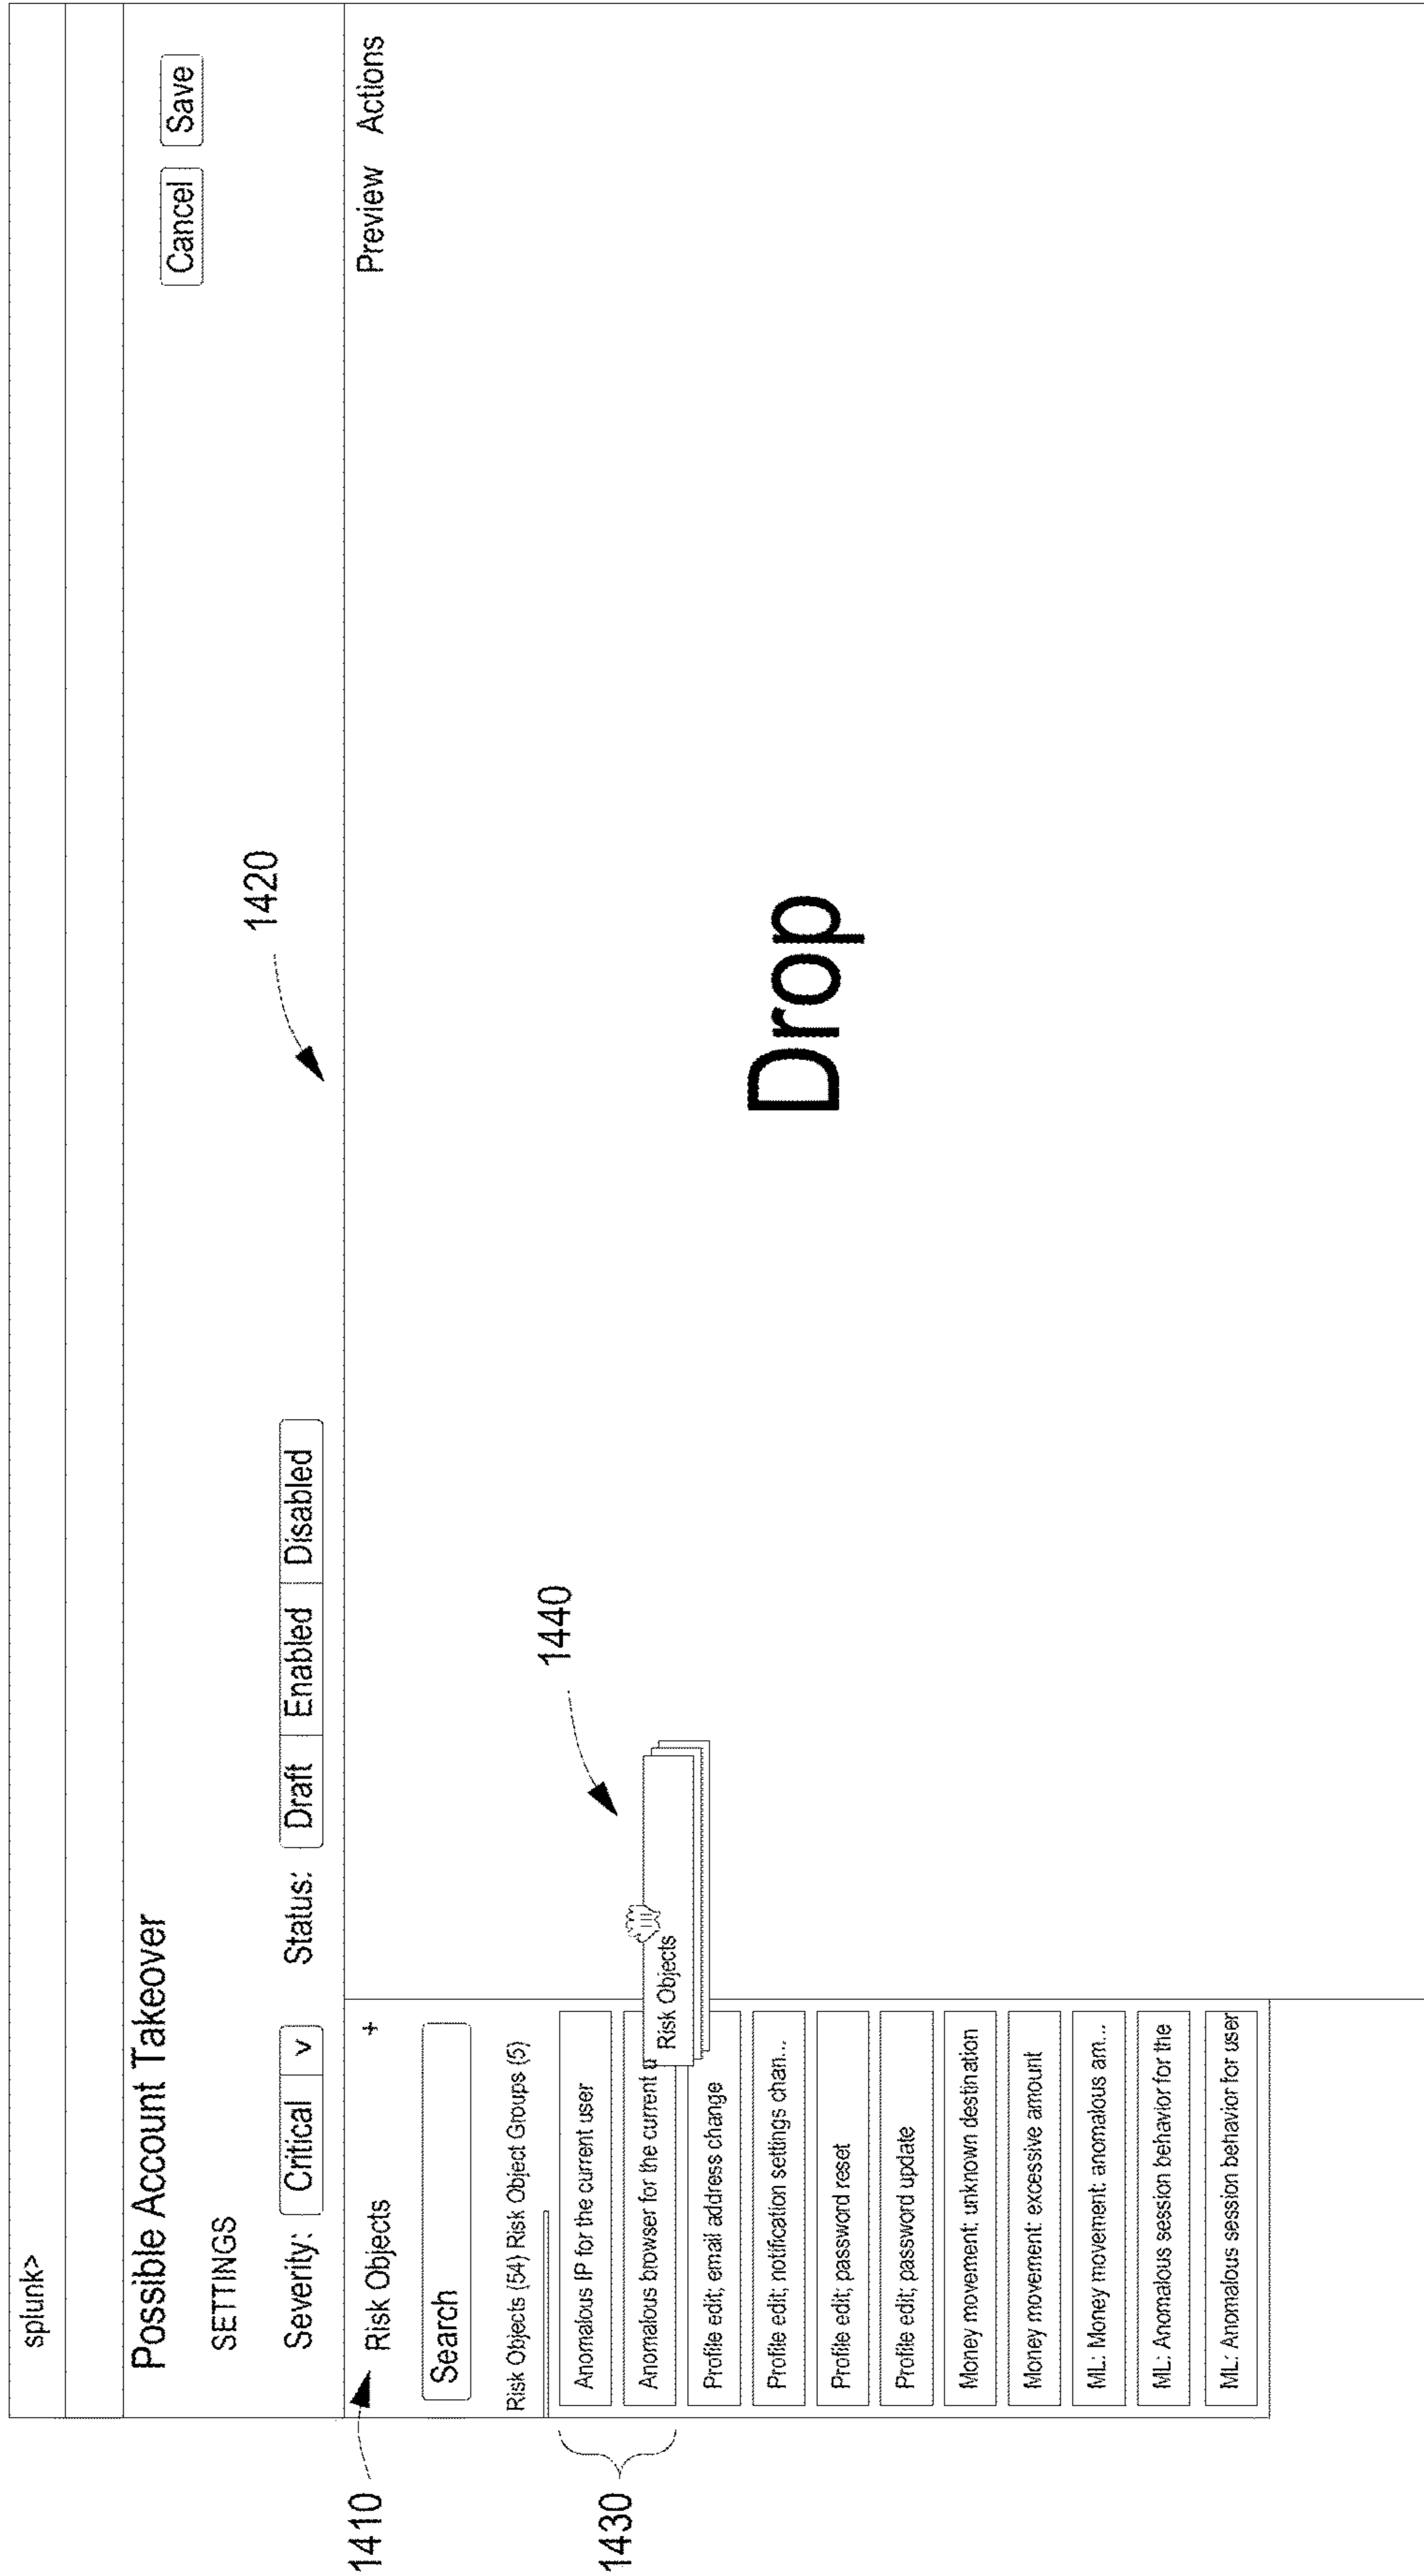 splunk>
Possible Account Takeover
Cancel Save
SETTINGS
1420
Severity: Critical v Status: Draft Enabled Disabled
1410
Risk Objects +
Preview Actions
Search
Risk Objects (54) Risk Object Groups (5)
1440
1430
Anomalous IP for the current user
Anomalous browser for the current u
Risk Objects
Drop
Profile edit; email address change
Profile edit; notification settings chan...
Profile edit; password reset
Profile edit; password update
Money movement: unknown destination
Money movement: excessive amount
ML: Money movement: anomalous am...
ML: Anomalous session behavior for the
ML: Anomalous session behavior for user